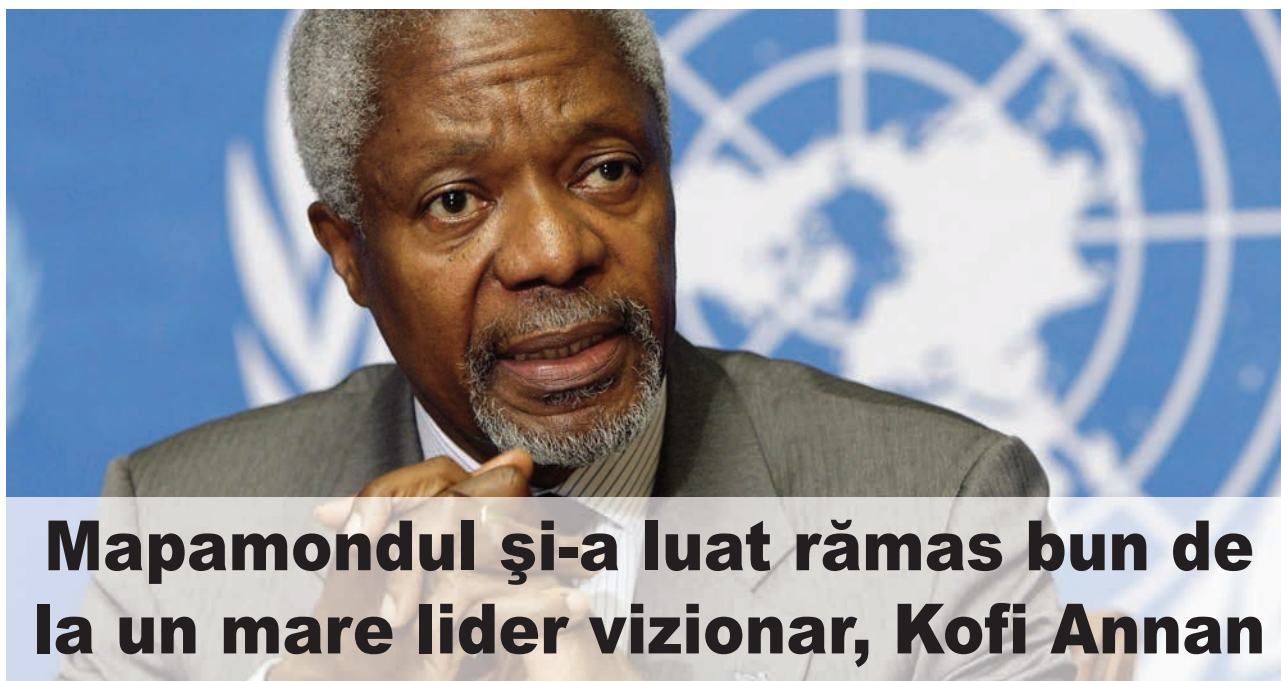 Mapamondul şi-a luat rămas bun de
la un mare lider vizionar, Kofi Annan